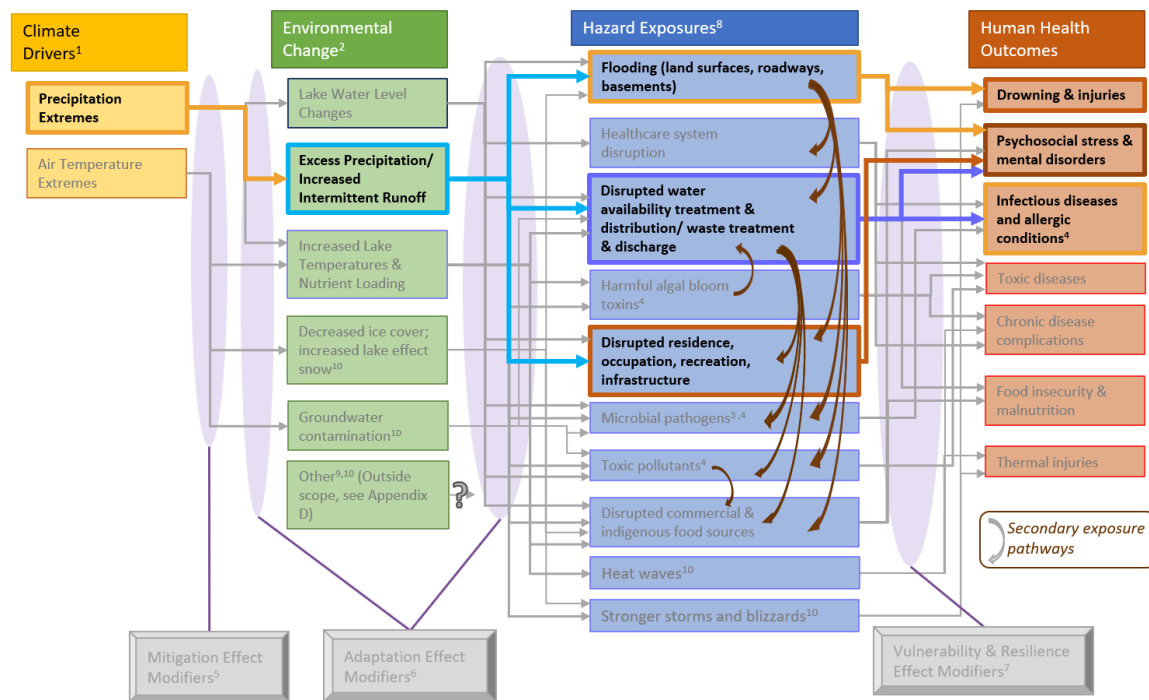 Climate
Drivers¹
Environmental
Change²
Hazard Exposures⁸
Human Health
Outcomes
Precipitation
Extremes
Air Temperature
Extremes
Lake Water Level
Changes
Excess Precipitation/
Increased
Intermittent Runoff
Increased Lake
Temperatures &
Nutrient Loading
Decreased ice cover;
increased lake effect
snow¹⁰
Groundwater
contamination¹⁰
Other⁹,¹⁰ (Outside
scope, see Appendix
D)
?
Flooding (land surfaces, roadways,
basements)
Healthcare system
disruption
Disrupted water
availability treatment &
distribution/ waste treatment
& discharge
Harmful algal bloom
toxins⁴
Disrupted residence,
occupation, recreation,
infrastructure
Microbial pathogens³,⁴
Toxic pollutants⁴
Disrupted commercial &
indigenous food sources
Heat waves¹⁰
Stronger storms and blizzards¹⁰
Drowning & injuries
Psychosocial stress &
mental disorders
Infectious diseases
and allergic
conditions⁴
Toxic diseases
Chronic disease
complications
Food insecurity &
malnutrition
Thermal injuries
Secondary exposure
pathways
Mitigation Effect
Modifiers⁵
Adaptation Effect
Modifiers⁶
Vulnerability & Resilience
Effect Modifiers⁷